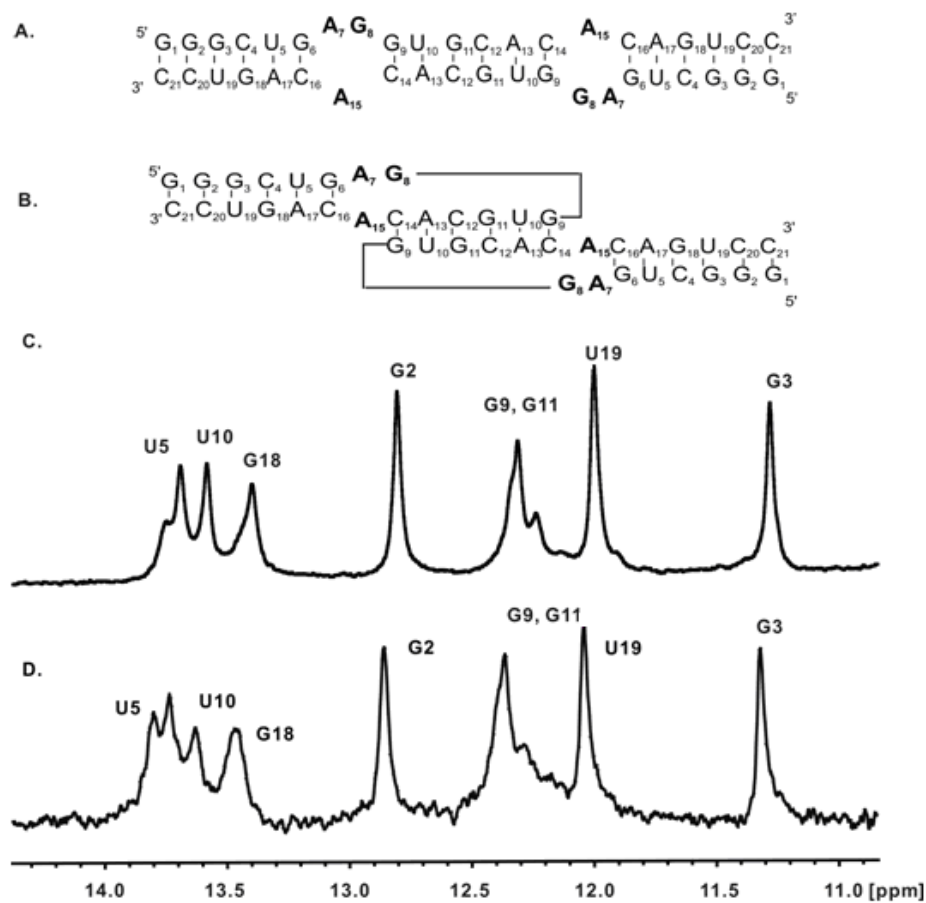 A.
5' A₇ G₈ A₁₅ 3'
G₁ G₂ G₃ C₄ U₅ G₆ G₉ U₁₀ G₁₁ C₁₂ A₁₃ C₁₄ C₁₆ A₁₇ G₁₈ U₁₉ C₂₀ C₂₁
C₂₁ C₂₀ U₁₉ G₁₈ A₁₇ C₁₆ C₁₄ A₁₃ C₁₂ G₁₁ U₁₀ G₉ G₆ U₅ C₄ G₃ G₂ G₁
3' A₁₅ G₈ A₇ 5'
B.
5' G₁ G₂ G₃ C₄ U₅ G₆ A₇ G₈
3' C₂₁ C₂₀ U₁₉ G₁₈ A₁₇ C₁₆ A₁₅ C₁₄ A₁₃ C₁₂ G₁₁ U₁₀ G₉ 3'
G₉ U₁₀ G₁₁ C₁₂ A₁₃ C₁₄ A₁₅ C₁₆ A₁₇ G₁₈ U₁₉ C₂₀ C₂₁
G₈ A₇ G₆ U₅ C₄ G₃ G₂ G₁
5'
C.
U5 U10 G18 G2 G9, G11 U19 G3
D.
U5 U10 G18 G2 G9, G11 U19 G3
14.0 13.5 13.0 12.5 12.0 11.5 11.0 [ppm]